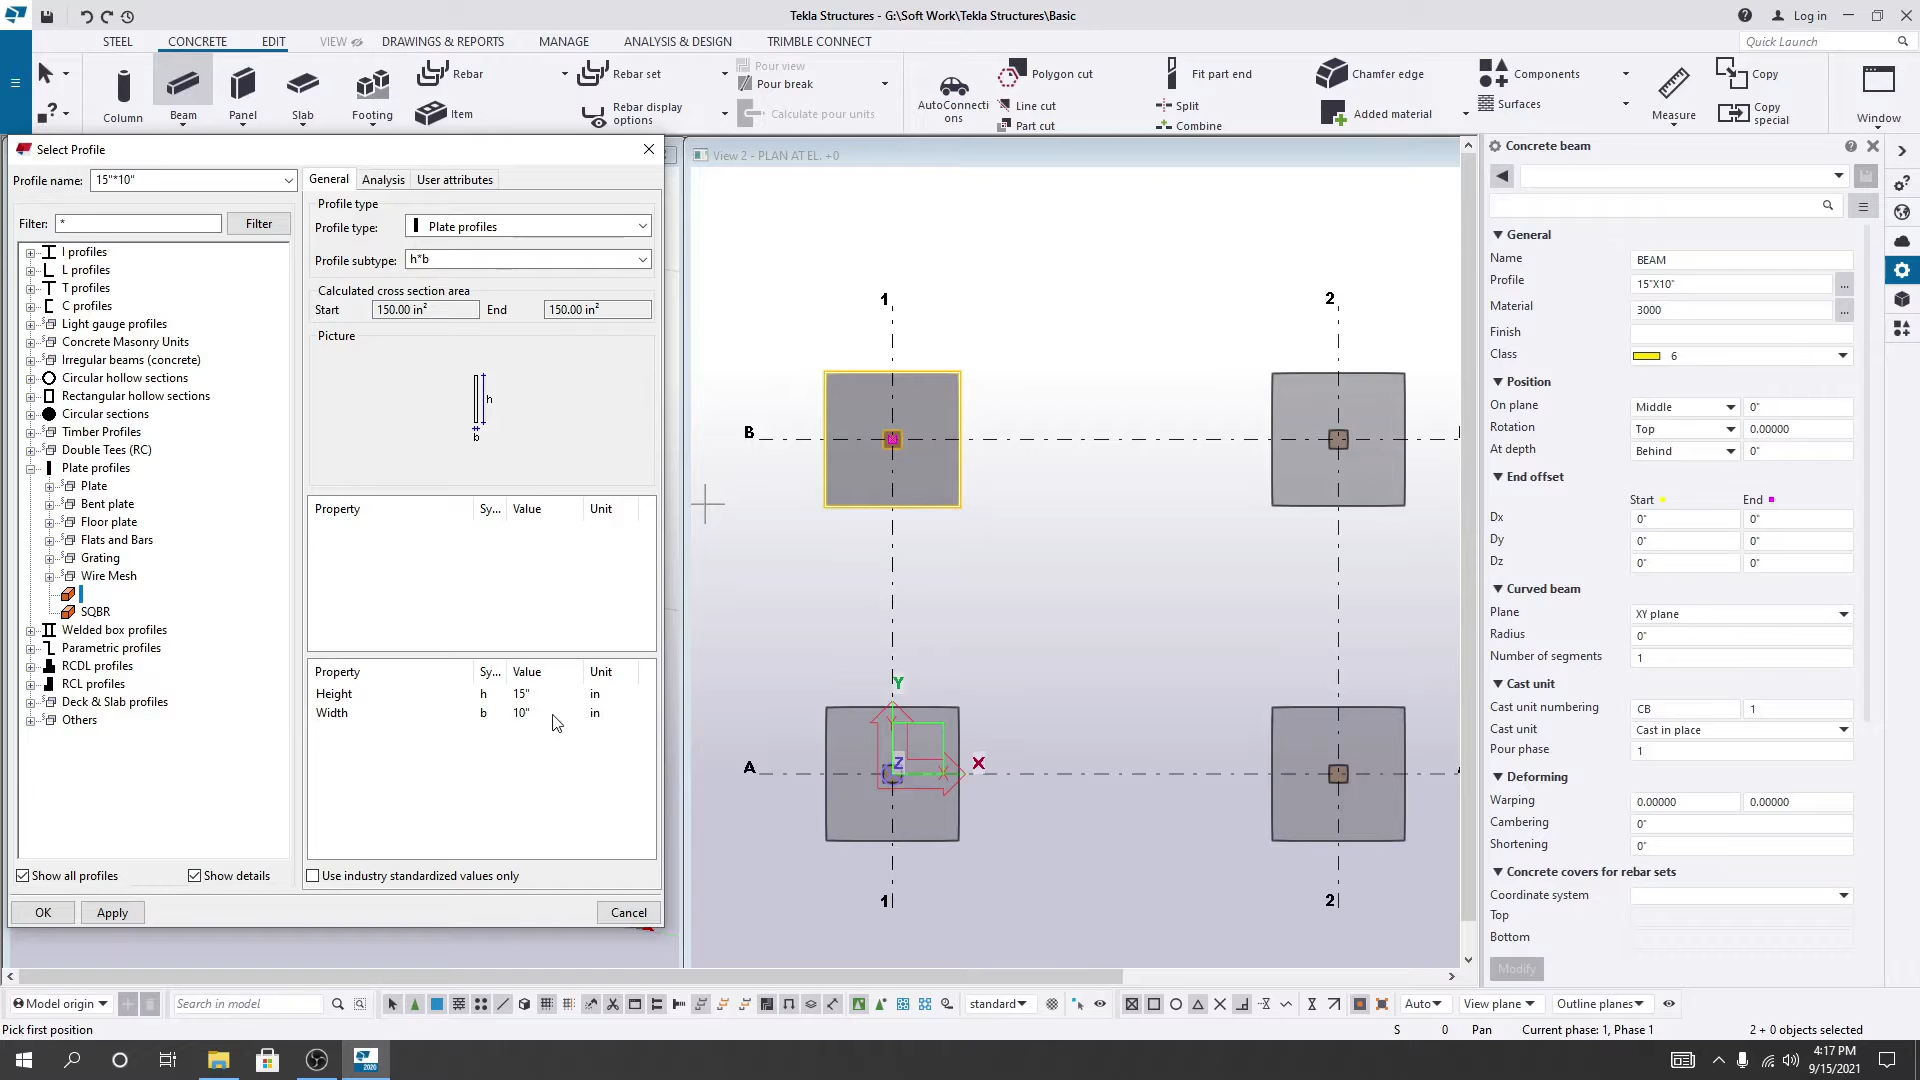 Tekla Structures - G:\Soft Work\Tekla Structures\Basic
Log in
STEEL CONCRETE EDIT VIEW DRAWINGS & REPORTS MANAGE ANALYSIS & DESIGN TRIMBLE CONNECT
Quick Launch
Column
Beam
Panel
Slab
Footing
Rebar
Item
Rebar set
Rebar display
options
Pour view
Pour break
Calculate pour units
AutoConnecti
ons
Polygon cut
Line cut
Part cut
Fit part end
Split
Combine
Chamfer edge
Added material
Components
Surfaces
Measure
Copy
Copy
special
Window
Select Profile
Profile name: 15"*10"
Filter: * Filter
I profiles
L profiles
T profiles
C profiles
Light gauge profiles
Concrete Masonry Units
Irregular beams (concrete)
Circular hollow sections
Rectangular hollow sections
Circular sections
Timber Profiles
Double Tees (RC)
Plate profiles
Plate
Bent plate
Floor plate
Flats and Bars
Grating
Wire Mesh
SQBR
Welded box profiles
Parametric profiles
RCDL profiles
RCL profiles
Deck & Slab profiles
Others
Show all profiles Show details
OK Apply
General Analysis User attributes
Profile type
Profile type: Plate profiles
Profile subtype: h*b
Calculated cross section area
Start 150.00 in² End 150.00 in²
Picture
h
b
Property Sy... Value Unit
Property Sy... Value Unit
Height h 15" in
Width b 10" in
Use industry standardized values only
Cancel
View 2 - PLAN AT EL. +0
1 2
B
Y
Z X
A
1 2
Concrete beam
General
Name BEAM
Profile 15"X10" ...
Material 3000 ...
Finish
Class 6
Position
On plane Middle 0"
Rotation Top 0.00000
At depth Behind 0"
End offset
Start End
Dx 0" 0"
Dy 0" 0"
Dz 0" 0"
Curved beam
Plane XY plane
Radius 0"
Number of segments 1
Cast unit
Cast unit numbering CB 1
Cast unit Cast in place
Pour phase 1
Deforming
Warping 0.00000 0.00000
Cambering 0"
Shortening 0"
Concrete covers for rebar sets
Coordinate system
Top
Bottom
Modify
Model origin Search in model standard Auto View plane Outline planes
Pick first position S 0 Pan Current phase: 1, Phase 1 2 + 0 objects selected
2020
4:17 PM
9/15/2021